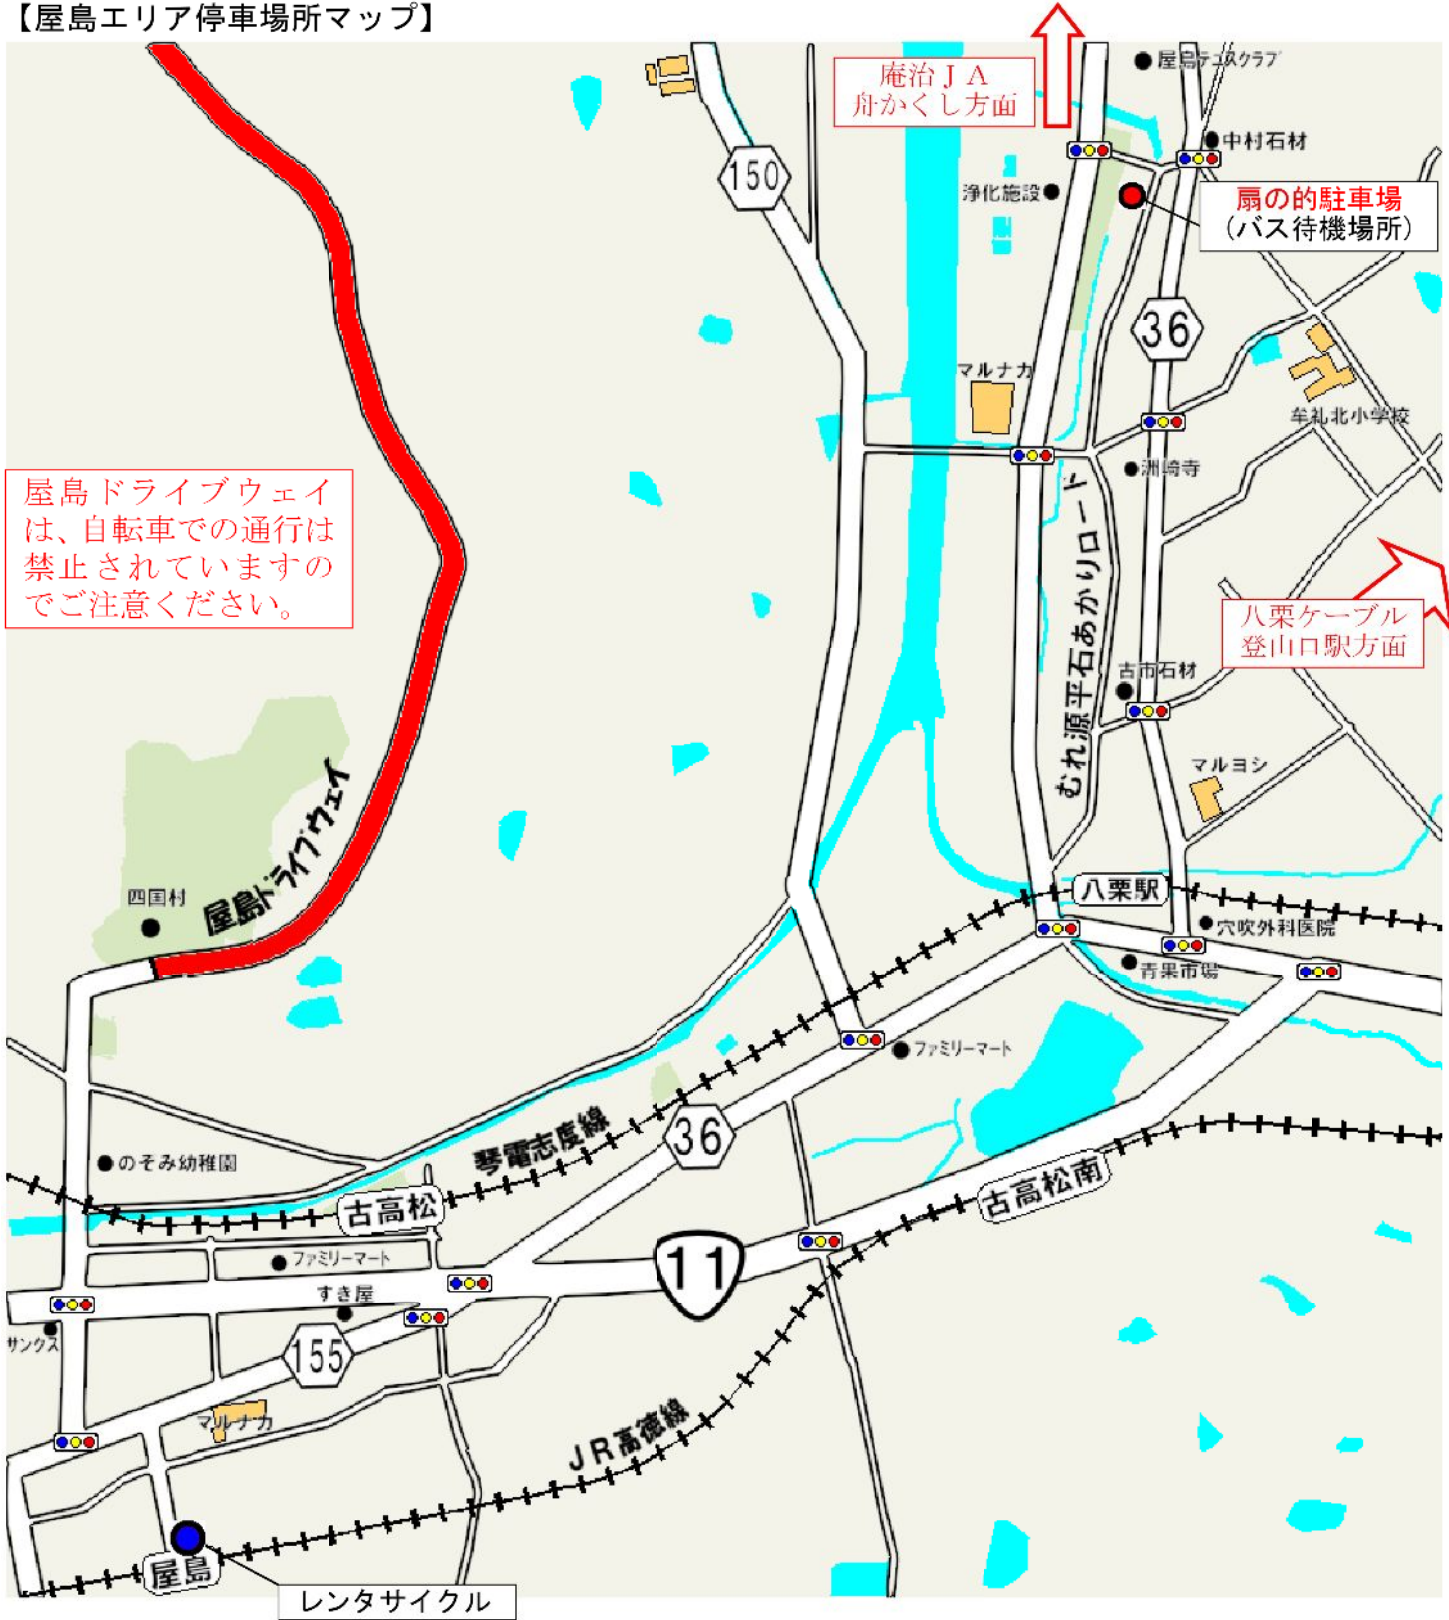 【屋島エリア停車場所マップ】
庵治ＪＡ
舟かくし方面
屋島テニスクラブ
中村石材
150
浄化施設
扇の的駐車場
（バス待機場所）
36
マルナカ
牟礼北小学校
洲崎寺
屋島ドライブウェイ
は、自転車での通行は
禁止されていますの
でご注意ください。
むれ源平石あかりロード
八栗ケーブル
登山口駅方面
古市石材
マルヨシ
屋島ドライブウェイ
四国村
八栗駅
穴吹外科医院
青果市場
ファミリーマート
36
琴電志度線
のぞみ幼稚園
古高松
古高松南
ファミリーマート
11
すき屋
サンクス
155
マルナカ
ＪＲ高徳線
屋島
レンタサイクル